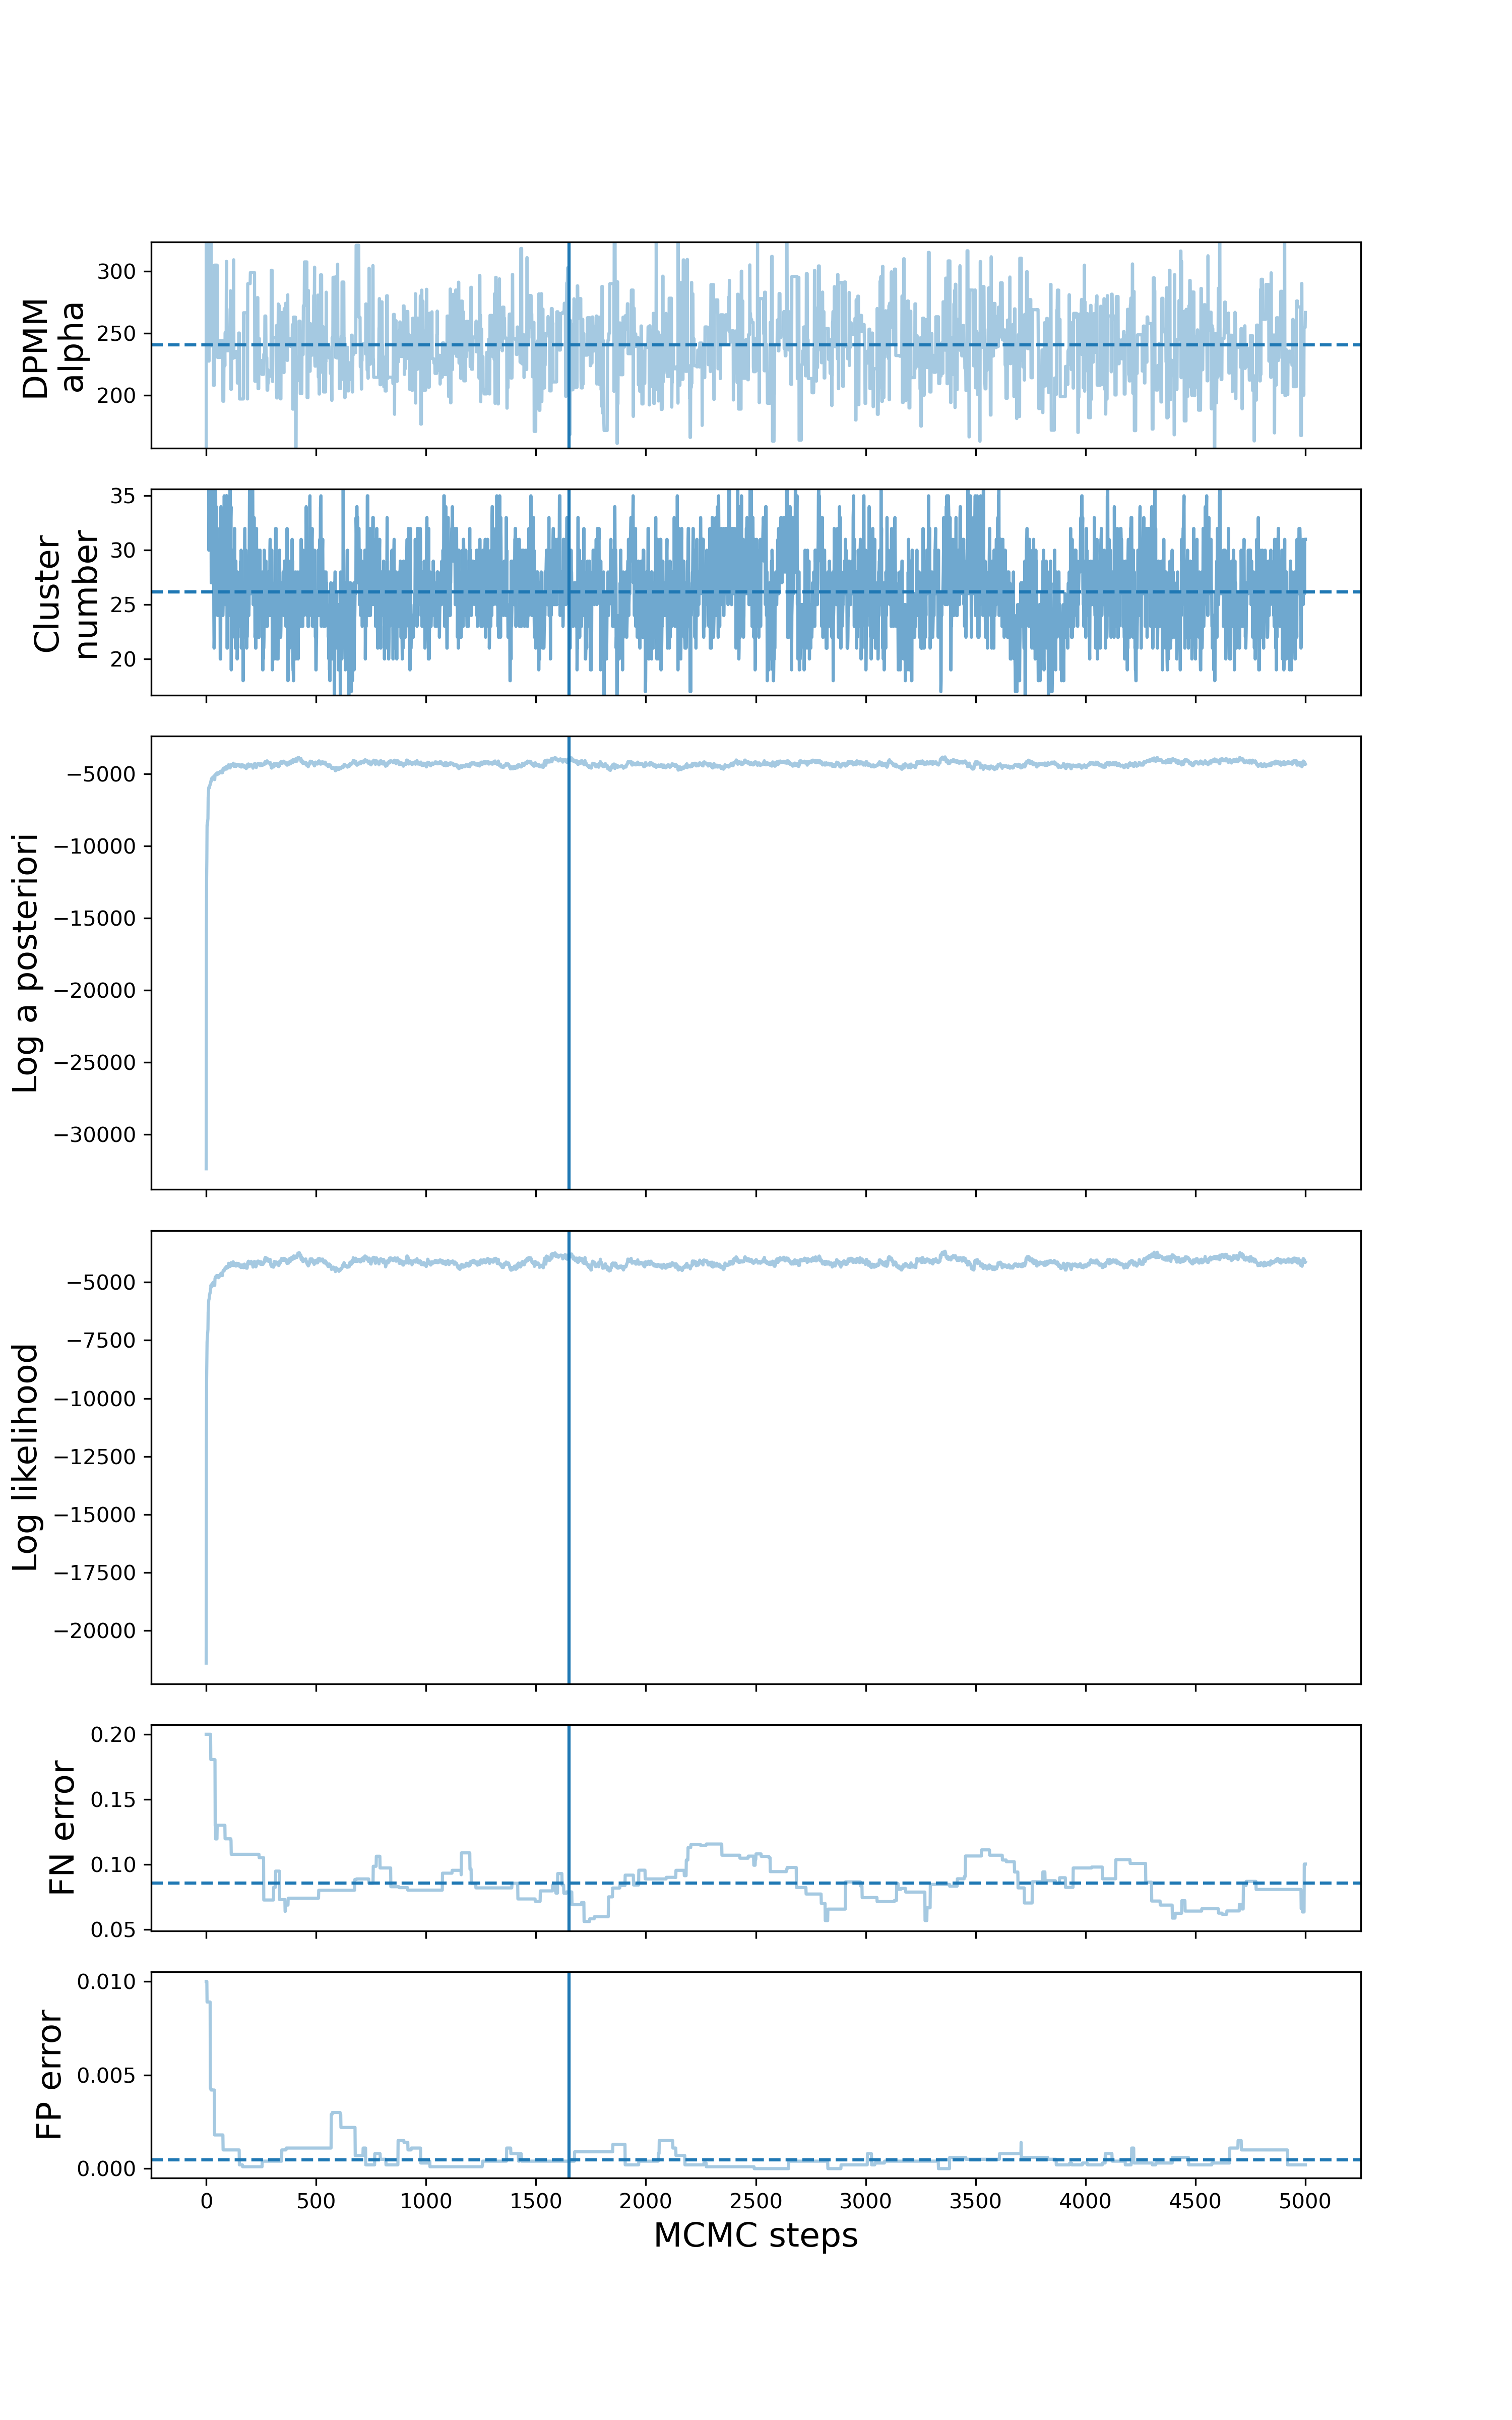 DPMM
alpha
300
250
200
Cluster
number
35
30
25
20
Log a posteriori
−5000
−10000
−15000
−20000
−25000
−30000
Log likelihood
−5000
−7500
−10000
−12500
−15000
−17500
−20000
FN error
0.20
0.15
0.10
0.05
FP error
0.010
0.005
0.000
0 500 1000 1500 2000 2500 3000 3500 4000 4500 5000
MCMC steps